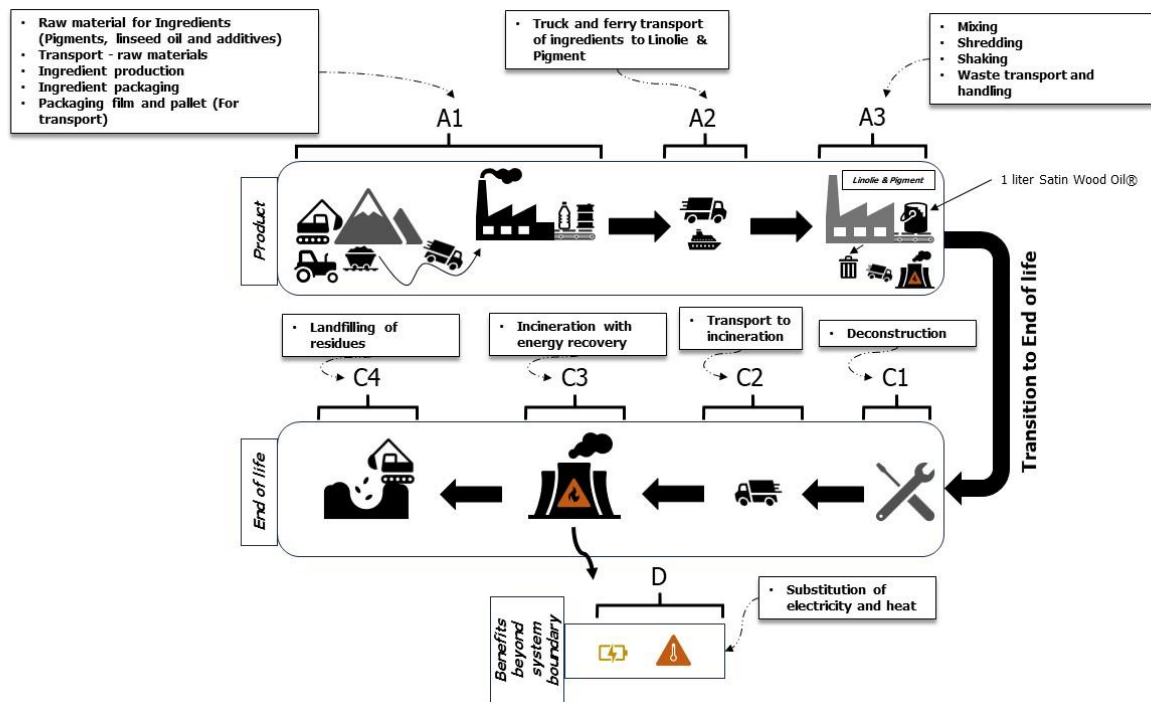 • Raw material for Ingredients
(Pigments, linseed oil and additives)
• Transport - raw materials
• Ingredient production
• Ingredient packaging
• Packaging film and pallet (For
transport)
• Truck and ferry transport
of ingredients to Linolie &
Pigment
• Mixing
• Shredding
• Shaking
• Waste transport and
handling
A1
A2
A3
Product
Linolie & Pigment
1 liter Satin Wood Oil®
Transition to End of life
• Landfilling of
residues
• Incineration with
energy recovery
• Transport to
incineration
• Deconstruction
C4
C3
C2
C1
End of life
D
Benefits
beyond
system
boundary
• Substitution of
electricity and heat